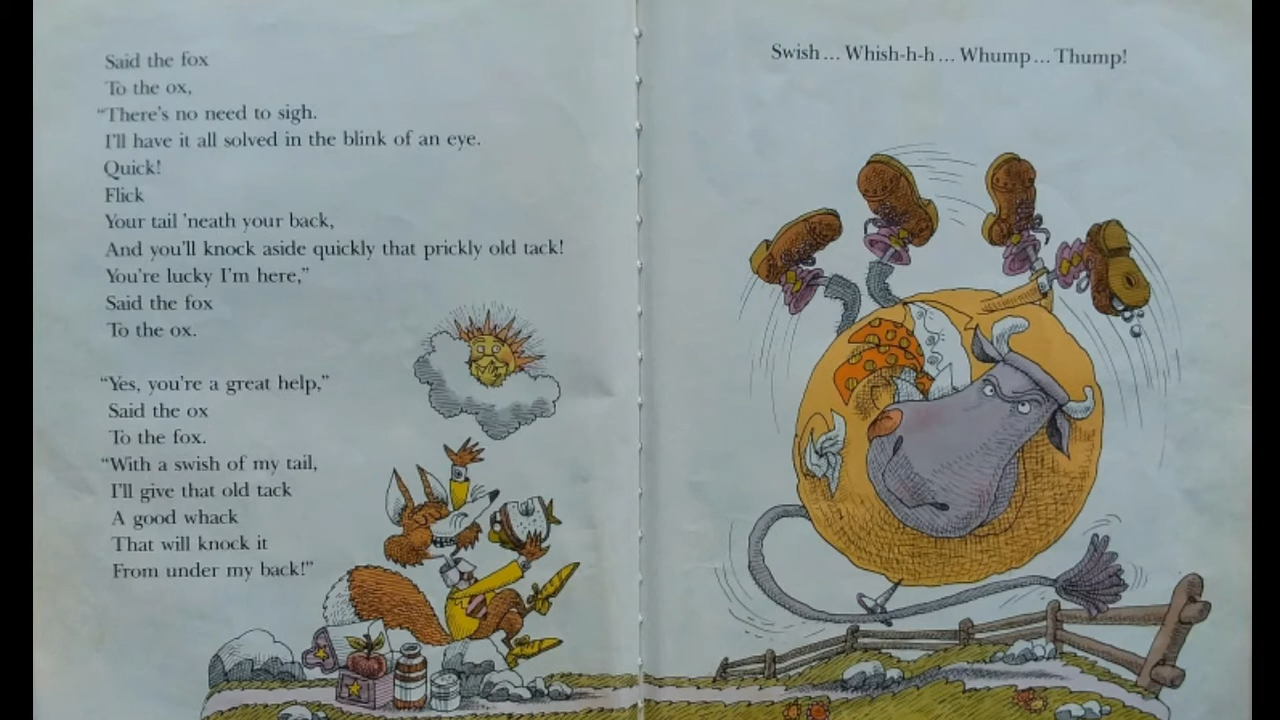 Said the fox
To the ox,
“There’s no need to sigh.
I’ll have it all solved in the blink of an eye.
Quick!
Flick
Your tail ’neath your back,
And you’ll knock aside quickly that prickly old tack!
You’re lucky I’m here,”
Said the fox
To the ox.
“Yes, you’re a great help,”
Said the ox
To the fox.
“With a swish of my tail,
I’ll give that old tack
A good whack
That will knock it
From under my back!”
Swish... Whish-h-h... Whump... Thump!